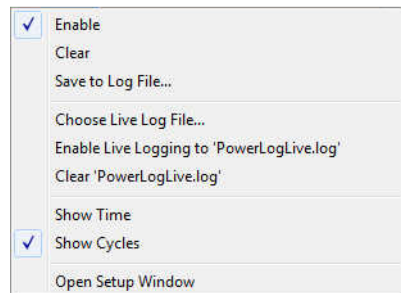 Enable
Clear
Save to Log File...
Choose Live Log File...
Enable Live Logging to 'PowerLogLive.log'
Clear 'PowerLogLive.log'
Show Time
Show Cycles
Open Setup Window